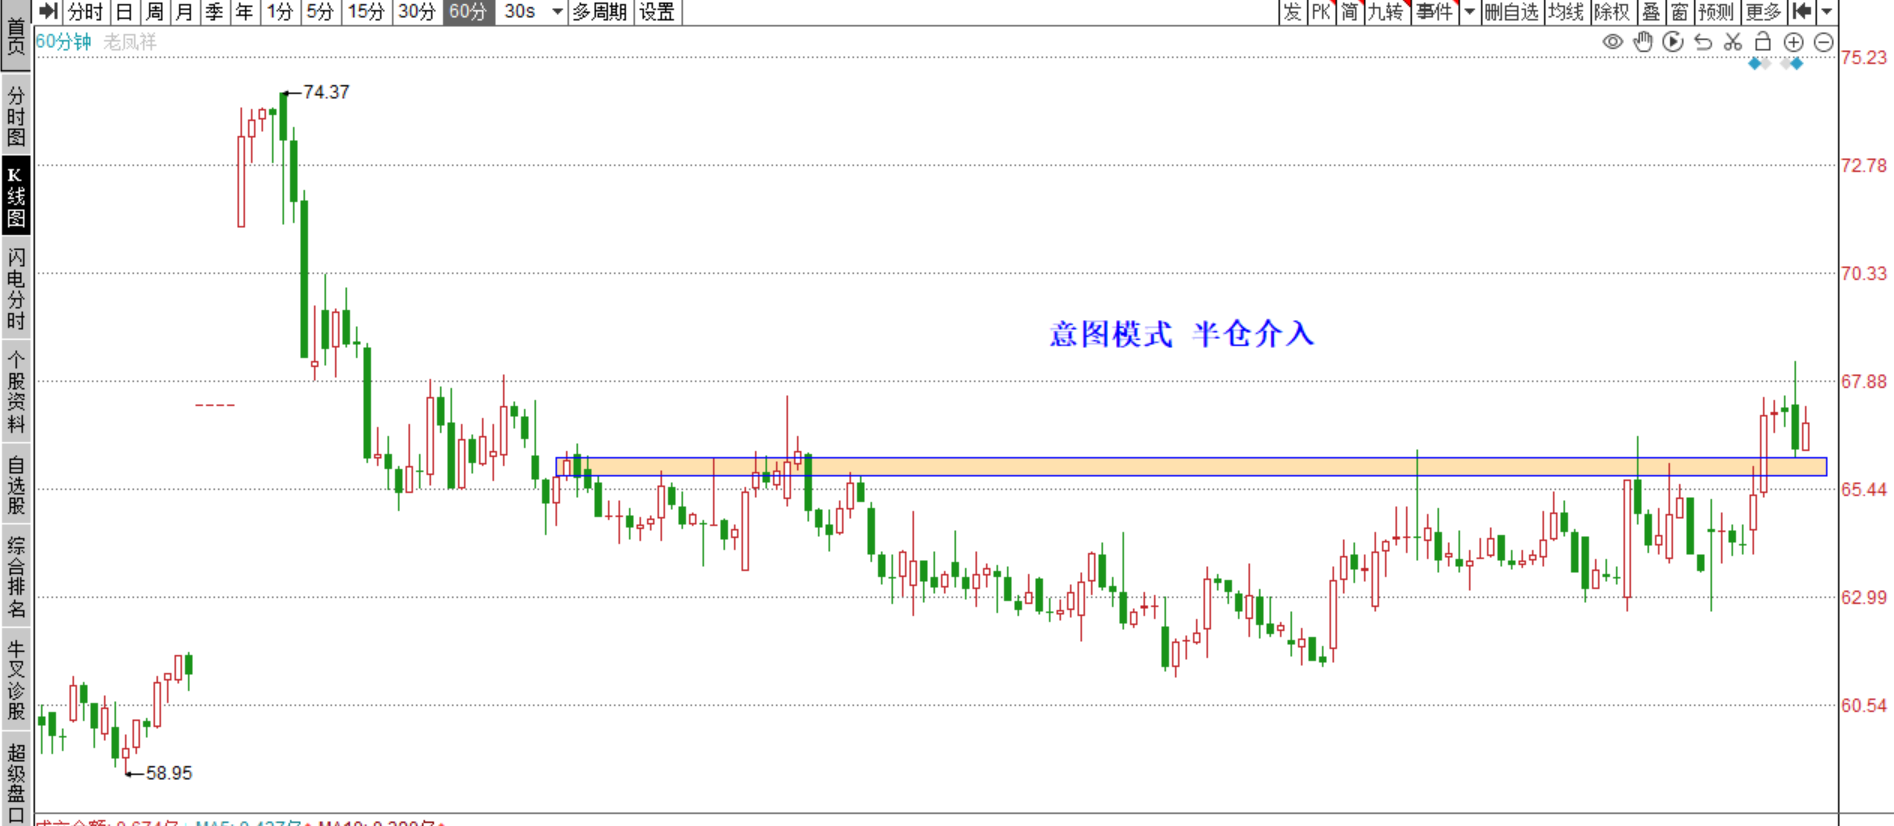 首页
分时 日 周 月 季 年 1分 5分 15分 30分 60分 30s 多周期 设置
发 PK 简 九转 事件 删自选 均线 除权 叠 窗 预测 更多
60分钟 老凤祥
分时图
K线图
闪电分时
个股资料
自选股
综合排名
牛叉诊股
超级盘口
75.23
74.37
72.78
70.33
意图模式 半仓介入
67.88
65.44
62.99
60.54
58.95